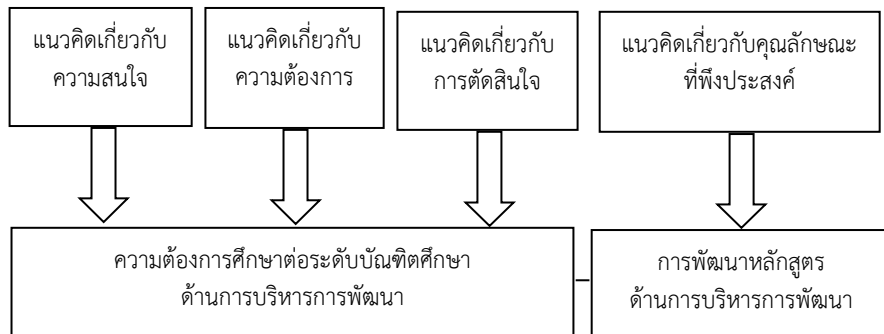 แนวคิดเกี่ยวกับ
ความสนใจ
แนวคิดเกี่ยวกับ
ความต้องการ
แนวคิดเกี่ยวกับ
การตัดสินใจ
แนวคิดเกี่ยวกับคุณลักษณะ
ที่พึงประสงค์
ความต้องการศึกษาต่อระดับบัณฑิตศึกษา
ด้านการบริหารการพัฒนา
การพัฒนาหลักสูตร
ด้านการบริหารการพัฒนา